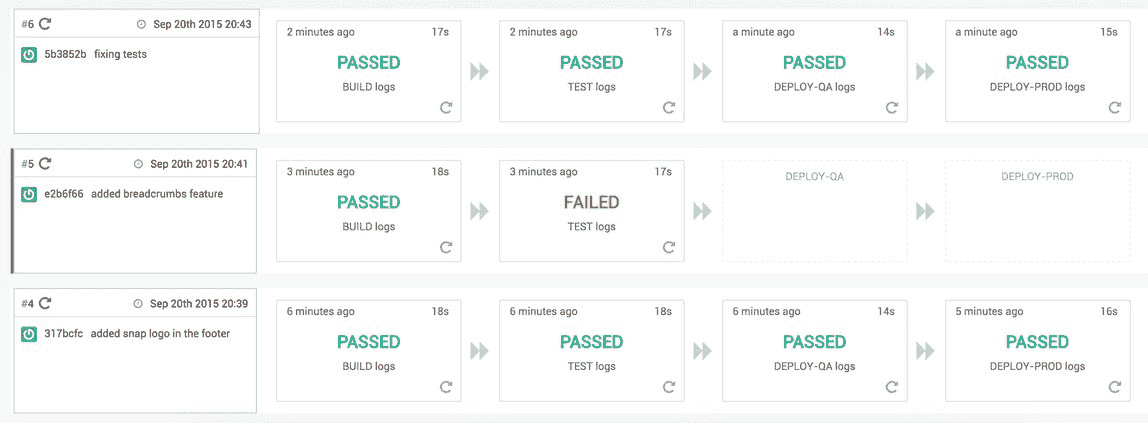 #6 Sep 20th 2015 20:43
5b3852b fixing tests
2 minutes ago 17s
PASSED
BUILD logs
2 minutes ago 17s
PASSED
TEST logs
a minute ago 14s
PASSED
DEPLOY-QA logs
a minute ago 15s
PASSED
DEPLOY-PROD logs
#5 Sep 20th 2015 20:41
e2b6f66 added breadcrumbs feature
3 minutes ago 18s
PASSED
BUILD logs
3 minutes ago 17s
FAILED
TEST logs
DEPLOY-QA
DEPLOY-PROD
#4 Sep 20th 2015 20:39
317bcfc added snap logo in the footer
6 minutes ago 18s
PASSED
BUILD logs
6 minutes ago 18s
PASSED
TEST logs
6 minutes ago 14s
PASSED
DEPLOY-QA logs
5 minutes ago 16s
PASSED
DEPLOY-PROD logs